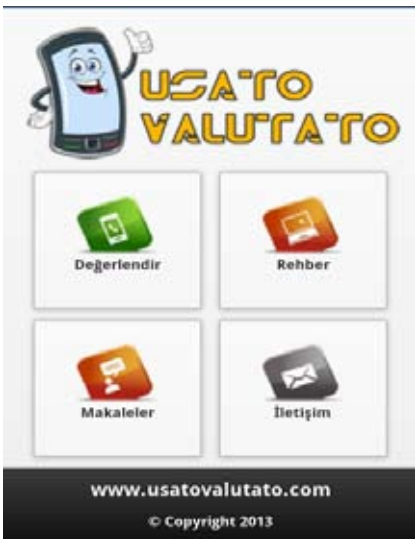 USATO
VALUTATO
Değerlendir
Rehber
Makaleler
İletişim
www.usatovalutato.com
© Copyright 2013